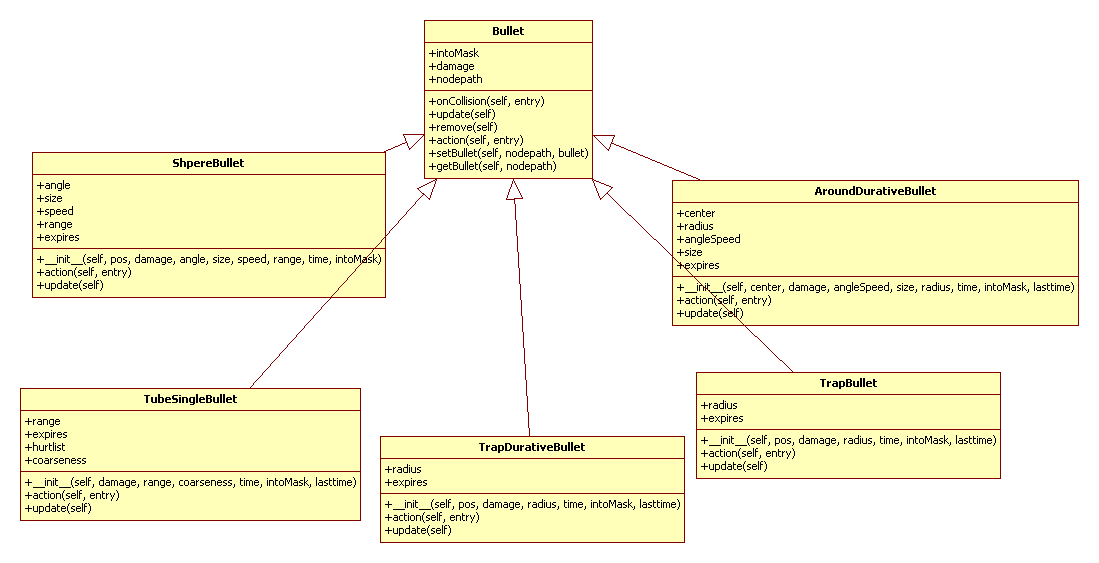 Bullet
+intoMask
+damage
+nodepath
+onCollision(self, entry)
+update(self)
+remove(self)
+action(self, entry)
+setBullet(self, nodepath, bullet)
+getBullet(self, nodepath)
ShpereBullet
+angle
+size
+speed
+range
+expires
+__init__(self, pos, damage, angle, size, speed, range, time, intoMask)
+action(self, entry)
+update(self)
AroundDurativeBullet
+center
+radius
+angleSpeed
+size
+expires
+__init__(self, center, damage, angleSpeed, size, radius, time, intoMask, lasttime)
+action(self, entry)
+update(self)
TubeSingleBullet
+range
+expires
+hurtlist
+coarseness
+__init__(self, damage, range, coarseness, time, intoMask, lasttime)
+action(self, entry)
+update(self)
TrapDurativeBullet
+radius
+expires
+__init__(self, pos, damage, radius, time, intoMask, lasttime)
+action(self, entry)
+update(self)
TrapBullet
+radius
+expires
+__init__(self, pos, damage, radius, time, intoMask, lasttime)
+action(self, entry)
+update(self)